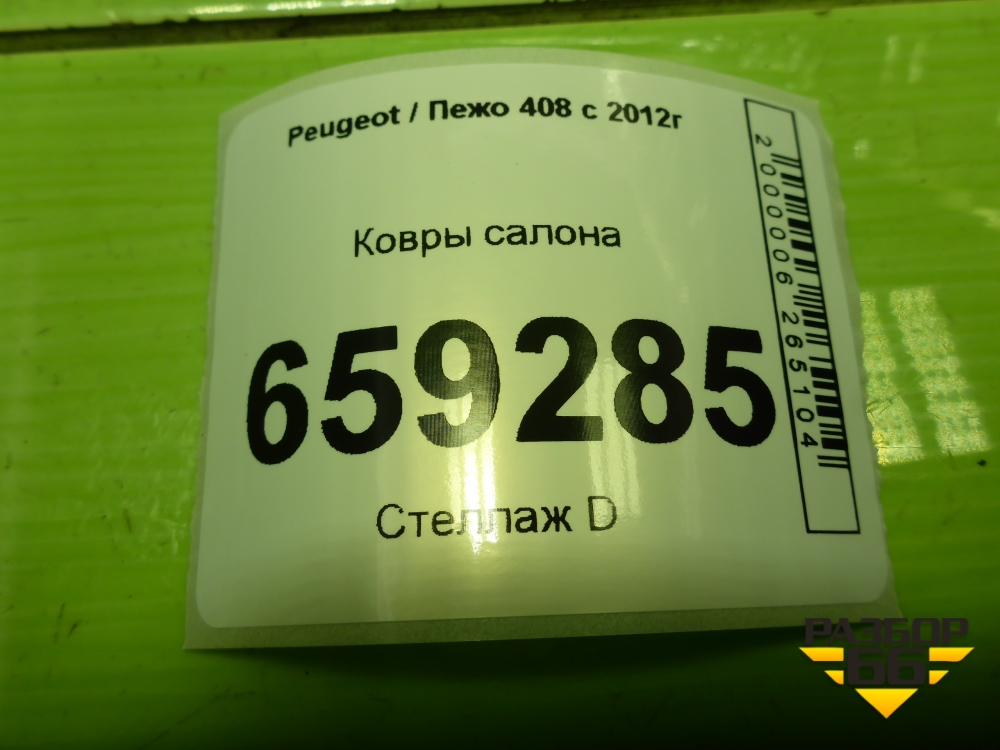 Peugeot / Пежо 408 с 2012г
Ковры салона
659285
Стеллаж D
2000006265104
РАЗБОР
66